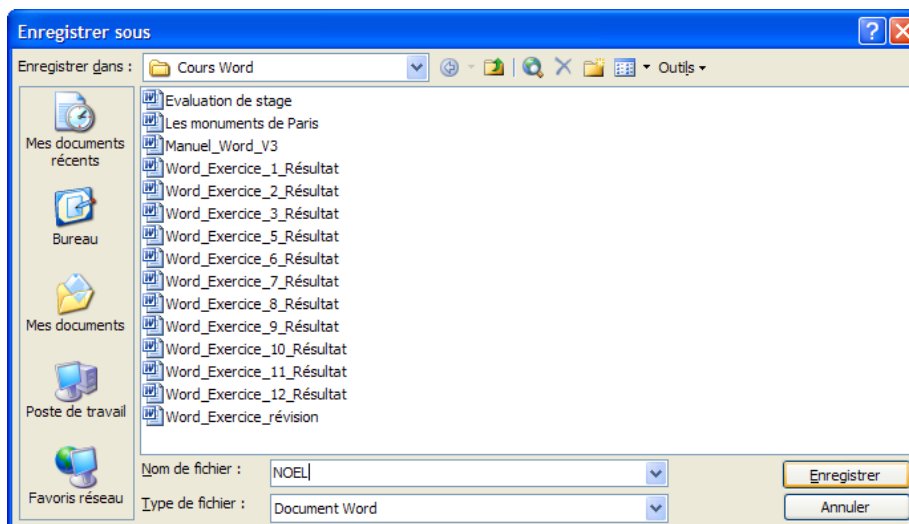 Enregistrer sous
Enregistrer dans :
Cours Word
Outils
Mes documents
récents
Bureau
Mes documents
Poste de travail
Favoris réseau
Evaluation de stage
Les monuments de Paris
Manuel_Word_V3
Word_Exercice_1_Résultat
Word_Exercice_2_Résultat
Word_Exercice_3_Résultat
Word_Exercice_5_Résultat
Word_Exercice_6_Résultat
Word_Exercice_7_Résultat
Word_Exercice_8_Résultat
Word_Exercice_9_Résultat
Word_Exercice_10_Résultat
Word_Exercice_11_Résultat
Word_Exercice_12_Résultat
Word_Exercice_révision
Nom de fichier :
NOEL
Enregistrer
Type de fichier :
Document Word
Annuler